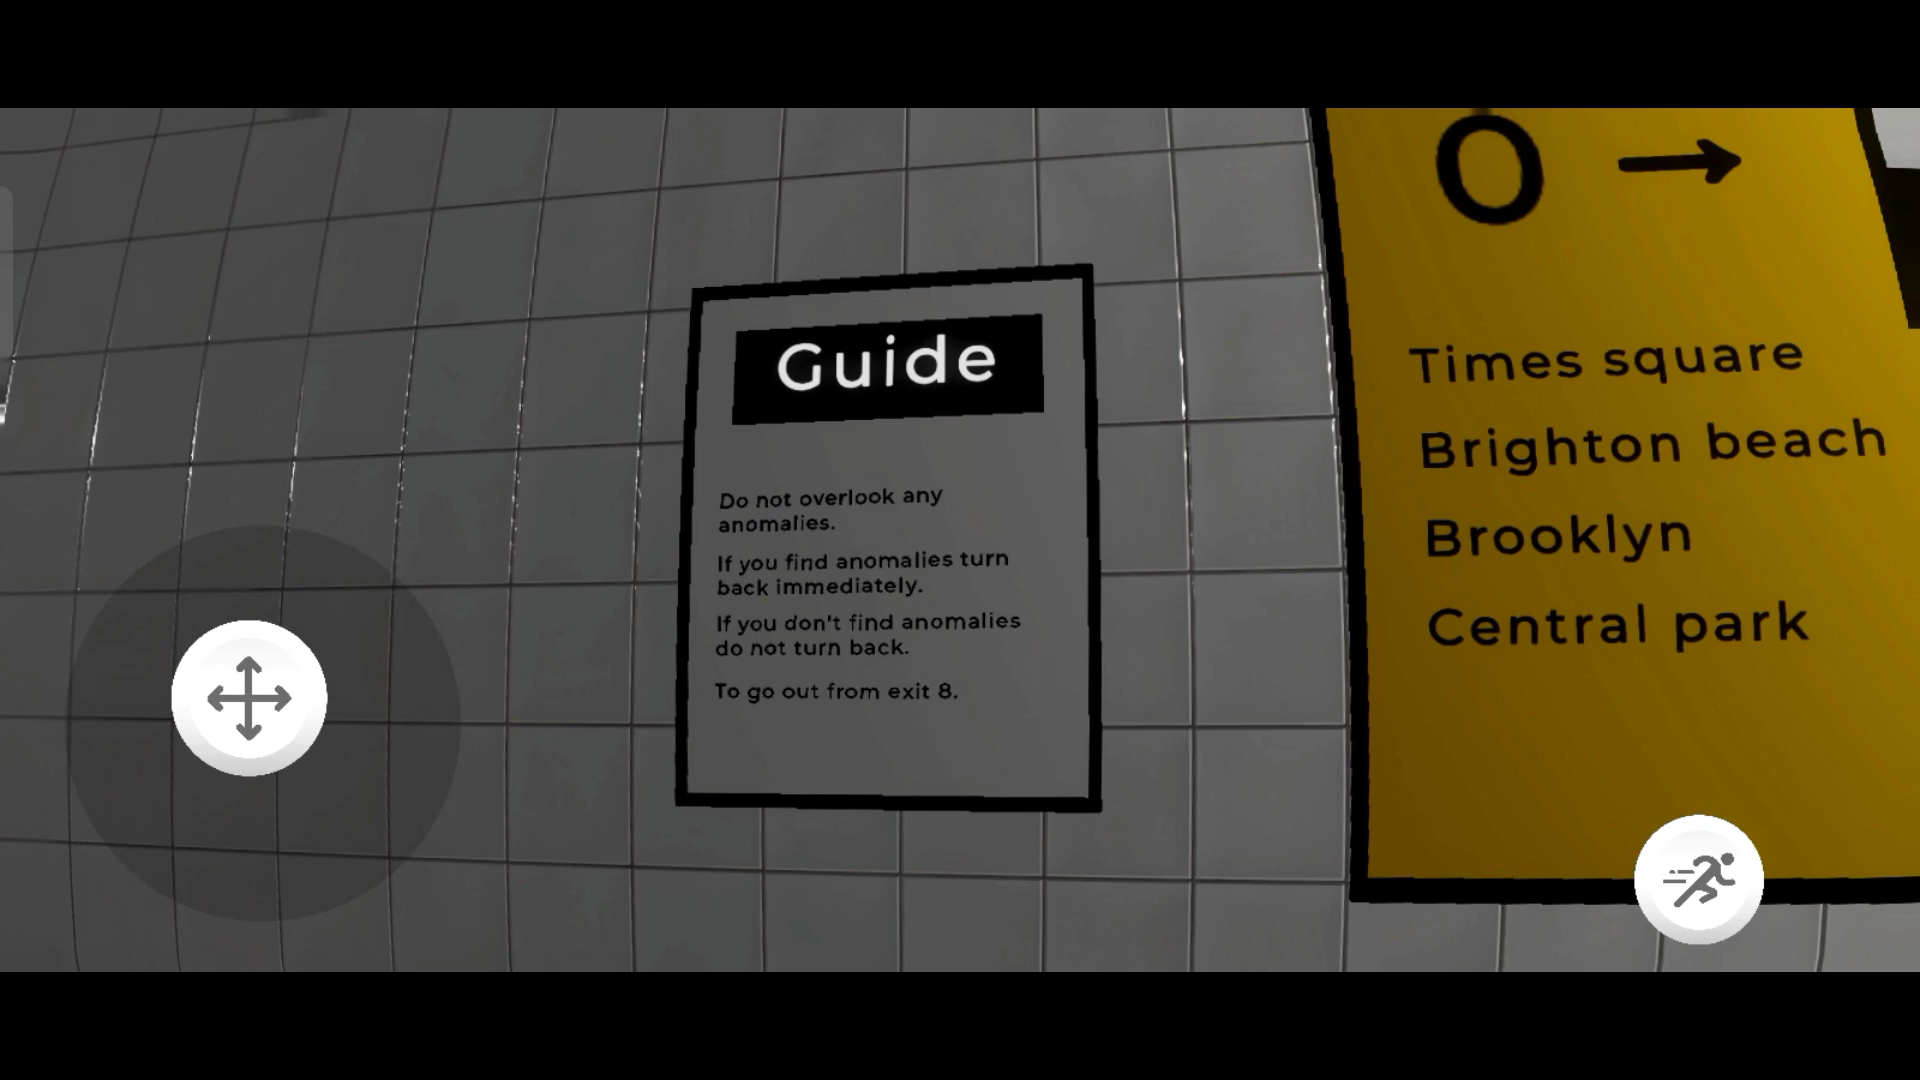 Guide
Do not overlook any
anomalies.
If you find anomalies turn
back immediately.
If you don't find anomalies
do not turn back.
To go out from exit 8.
0 →
Times square
Brighton beach
Brooklyn
Central park